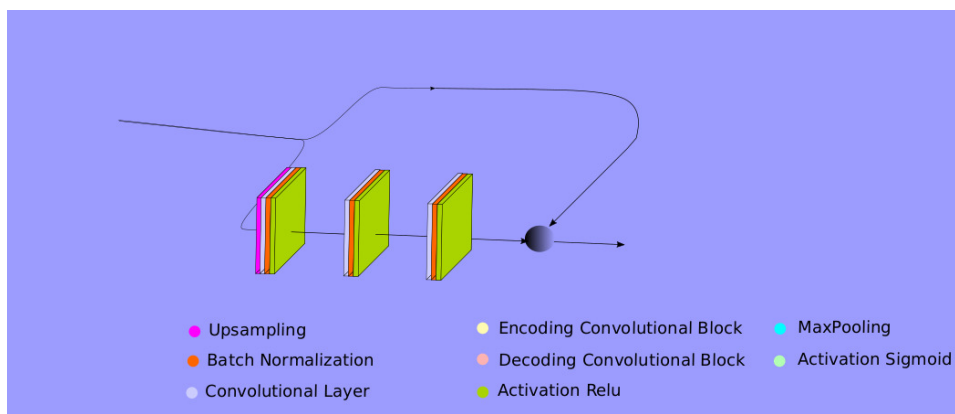 Upsampling
Batch Normalization
Convolutional Layer
Encoding Convolutional Block
Decoding Convolutional Block
Activation Relu
MaxPooling
Activation Sigmoid